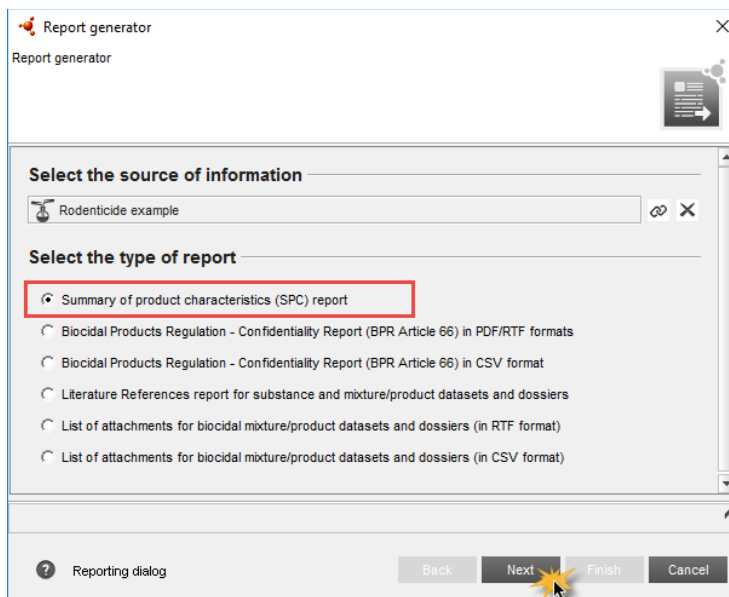 Report generator
Report generator
Select the source of information
Rodenticide example
Select the type of report
Summary of product characteristics (SPC) report
Biocidal Products Regulation - Confidentiality Report (BPR Article 66) in PDF/RTF formats
Biocidal Products Regulation - Confidentiality Report (BPR Article 66) in CSV format
Literature References report for substance and mixture/product datasets and dossiers
List of attachments for biocidal mixture/product datasets and dossiers (in RTF format)
List of attachments for biocidal mixture/product datasets and dossiers (in CSV format)
? Reporting dialog Back Next Finish Cancel